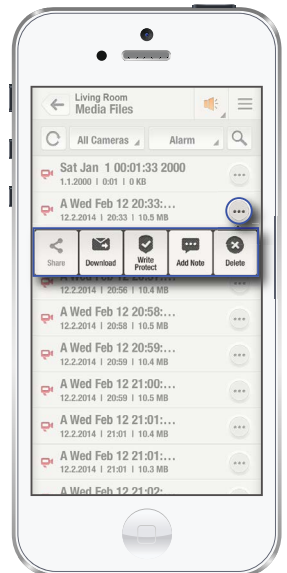 Living Room
Media Files
All Cameras
Alarm
Sat Jan 1 00:01:33 2000
1.1.2000 | 0:01 | 0 KB
A Wed Feb 12 20:33:...
12.2.2014 | 20:33 | 10.5 MB
Share
Download
Write
Protect
Add Note
Delete
12.2.2014 | 20:56 | 10.4 MB
A Wed Feb 12 20:58:...
12.2.2014 | 20:58 | 10.5 MB
A Wed Feb 12 20:59:...
12.2.2014 | 20:59 | 10.4 MB
A Wed Feb 12 21:00:...
12.2.2014 | 21:00 | 10.5 MB
A Wed Feb 12 21:01:...
12.2.2014 | 21:01 | 10.4 MB
A Wed Feb 12 21:01:...
12.2.2014 | 21:01 | 10.3 MB
A Wed Feb 12 21:02:...